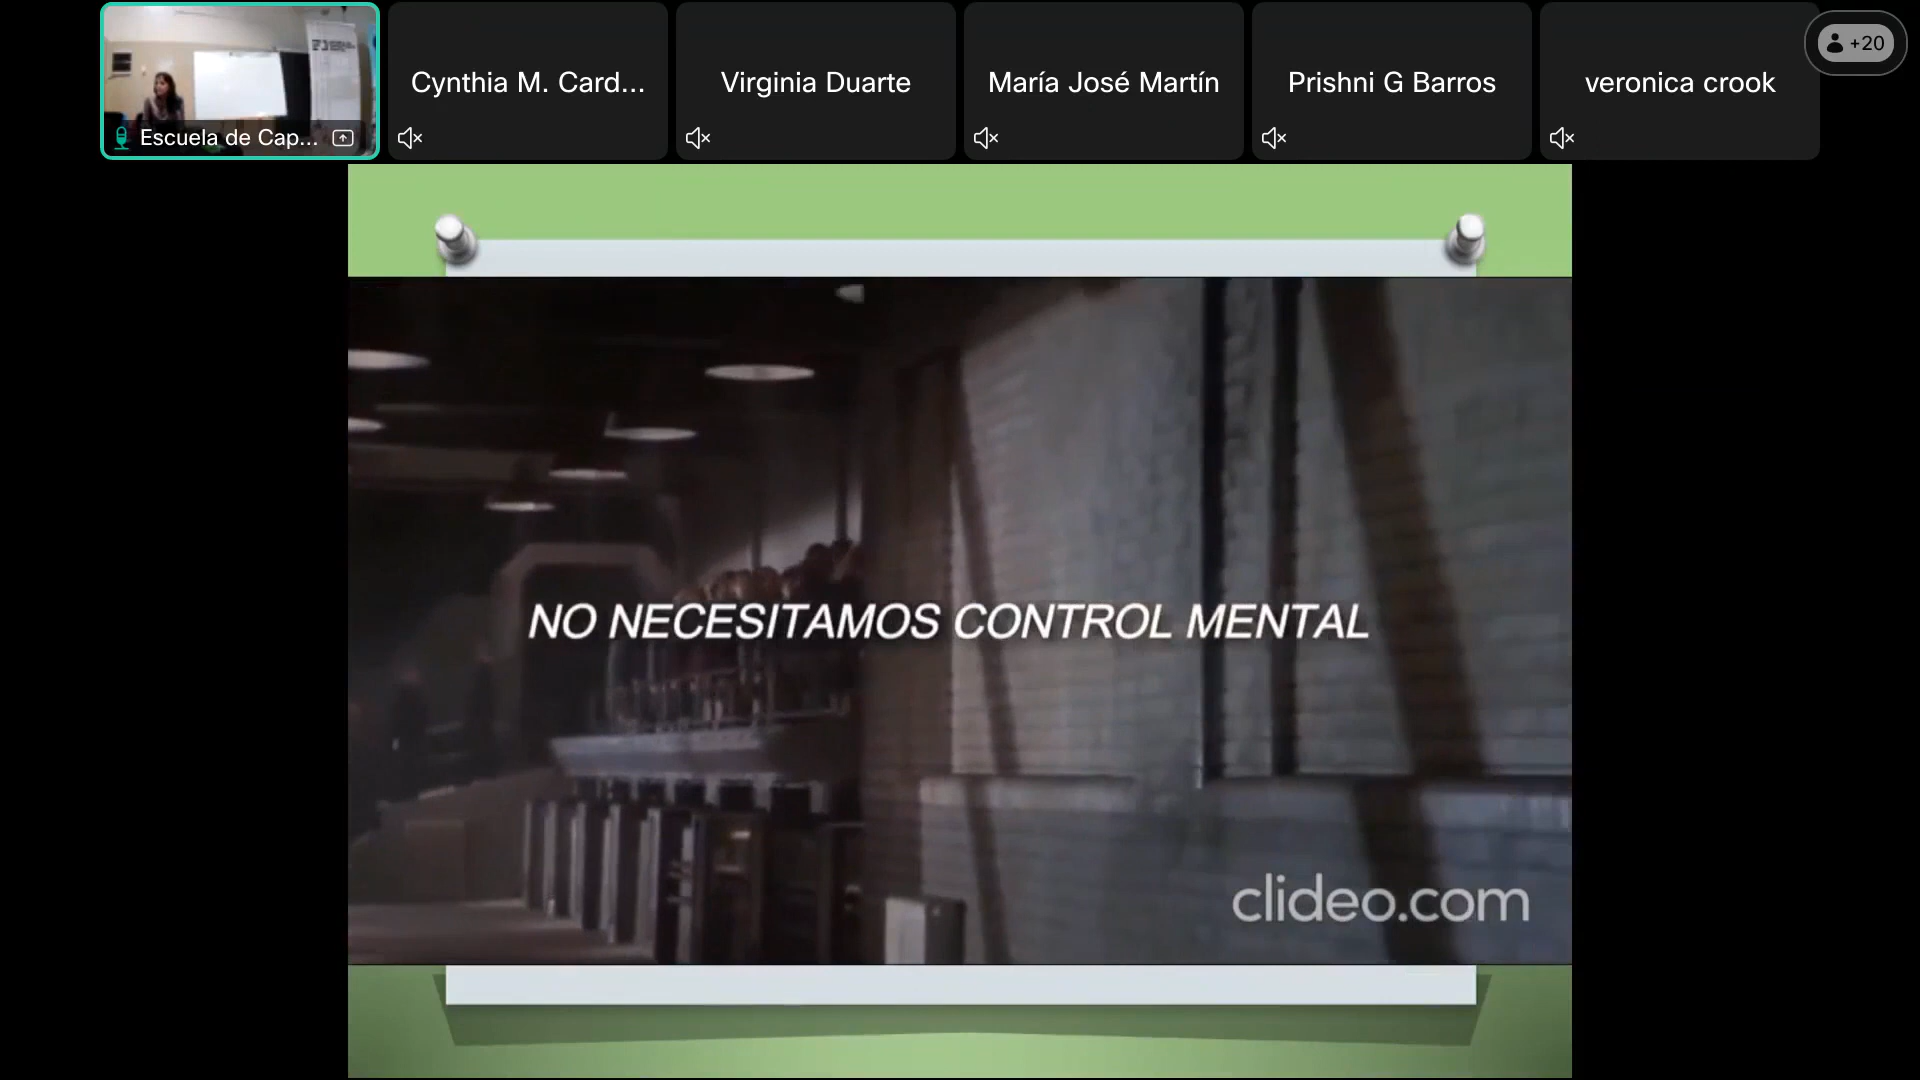 Escuela de Cap...
Cynthia M. Card...
Virginia Duarte
María José Martín
Prishni G Barros
veronica crook
+20
NO NECESITAMOS CONTROL MENTAL
clideo.com